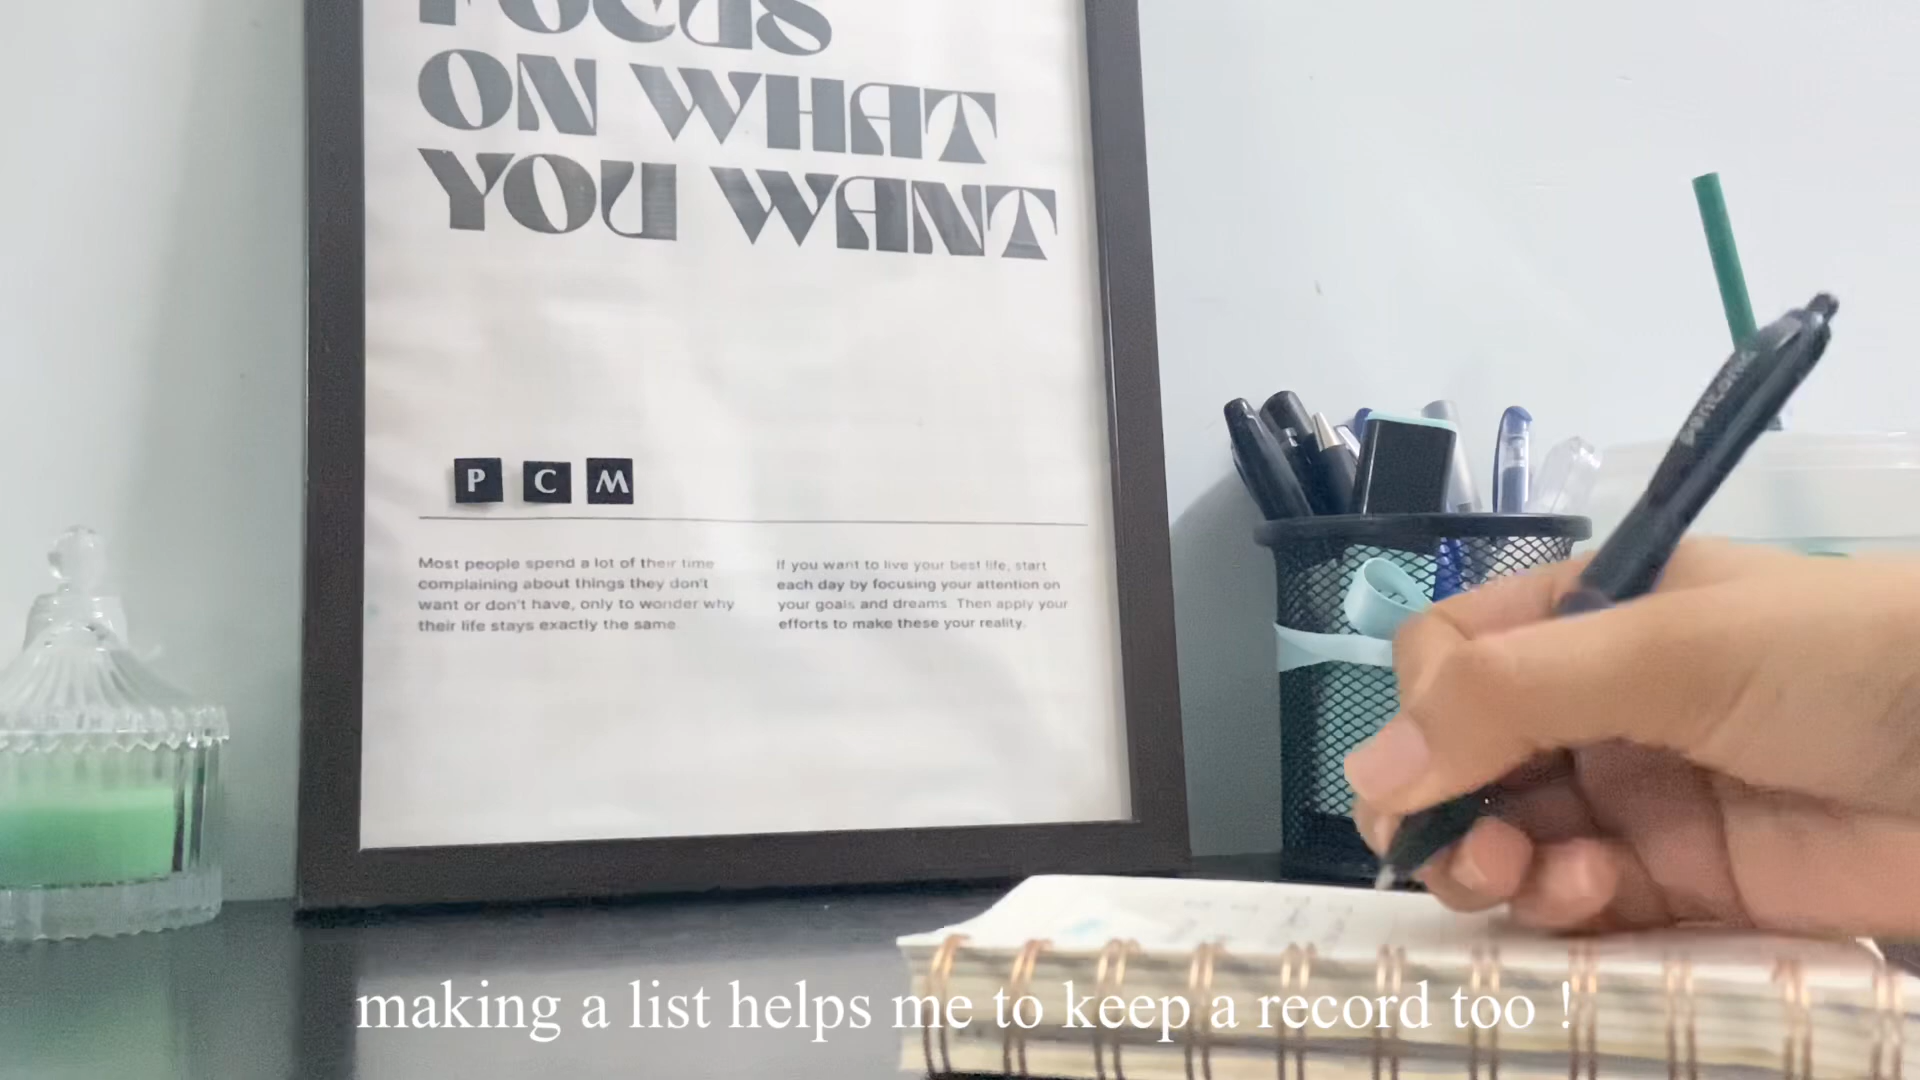 FOCUS
ON WHAT
YOU WANT
P C M
Most people spend a lot of their time
complaining about things they don't
want or don't have, only to wonder why
their life stays exactly the same.
If you want to live your best life, start
each day by focusing your attention on
your goals and dreams. Then apply your
efforts to make these your reality.
pentonic
making a list helps me to keep a record too !